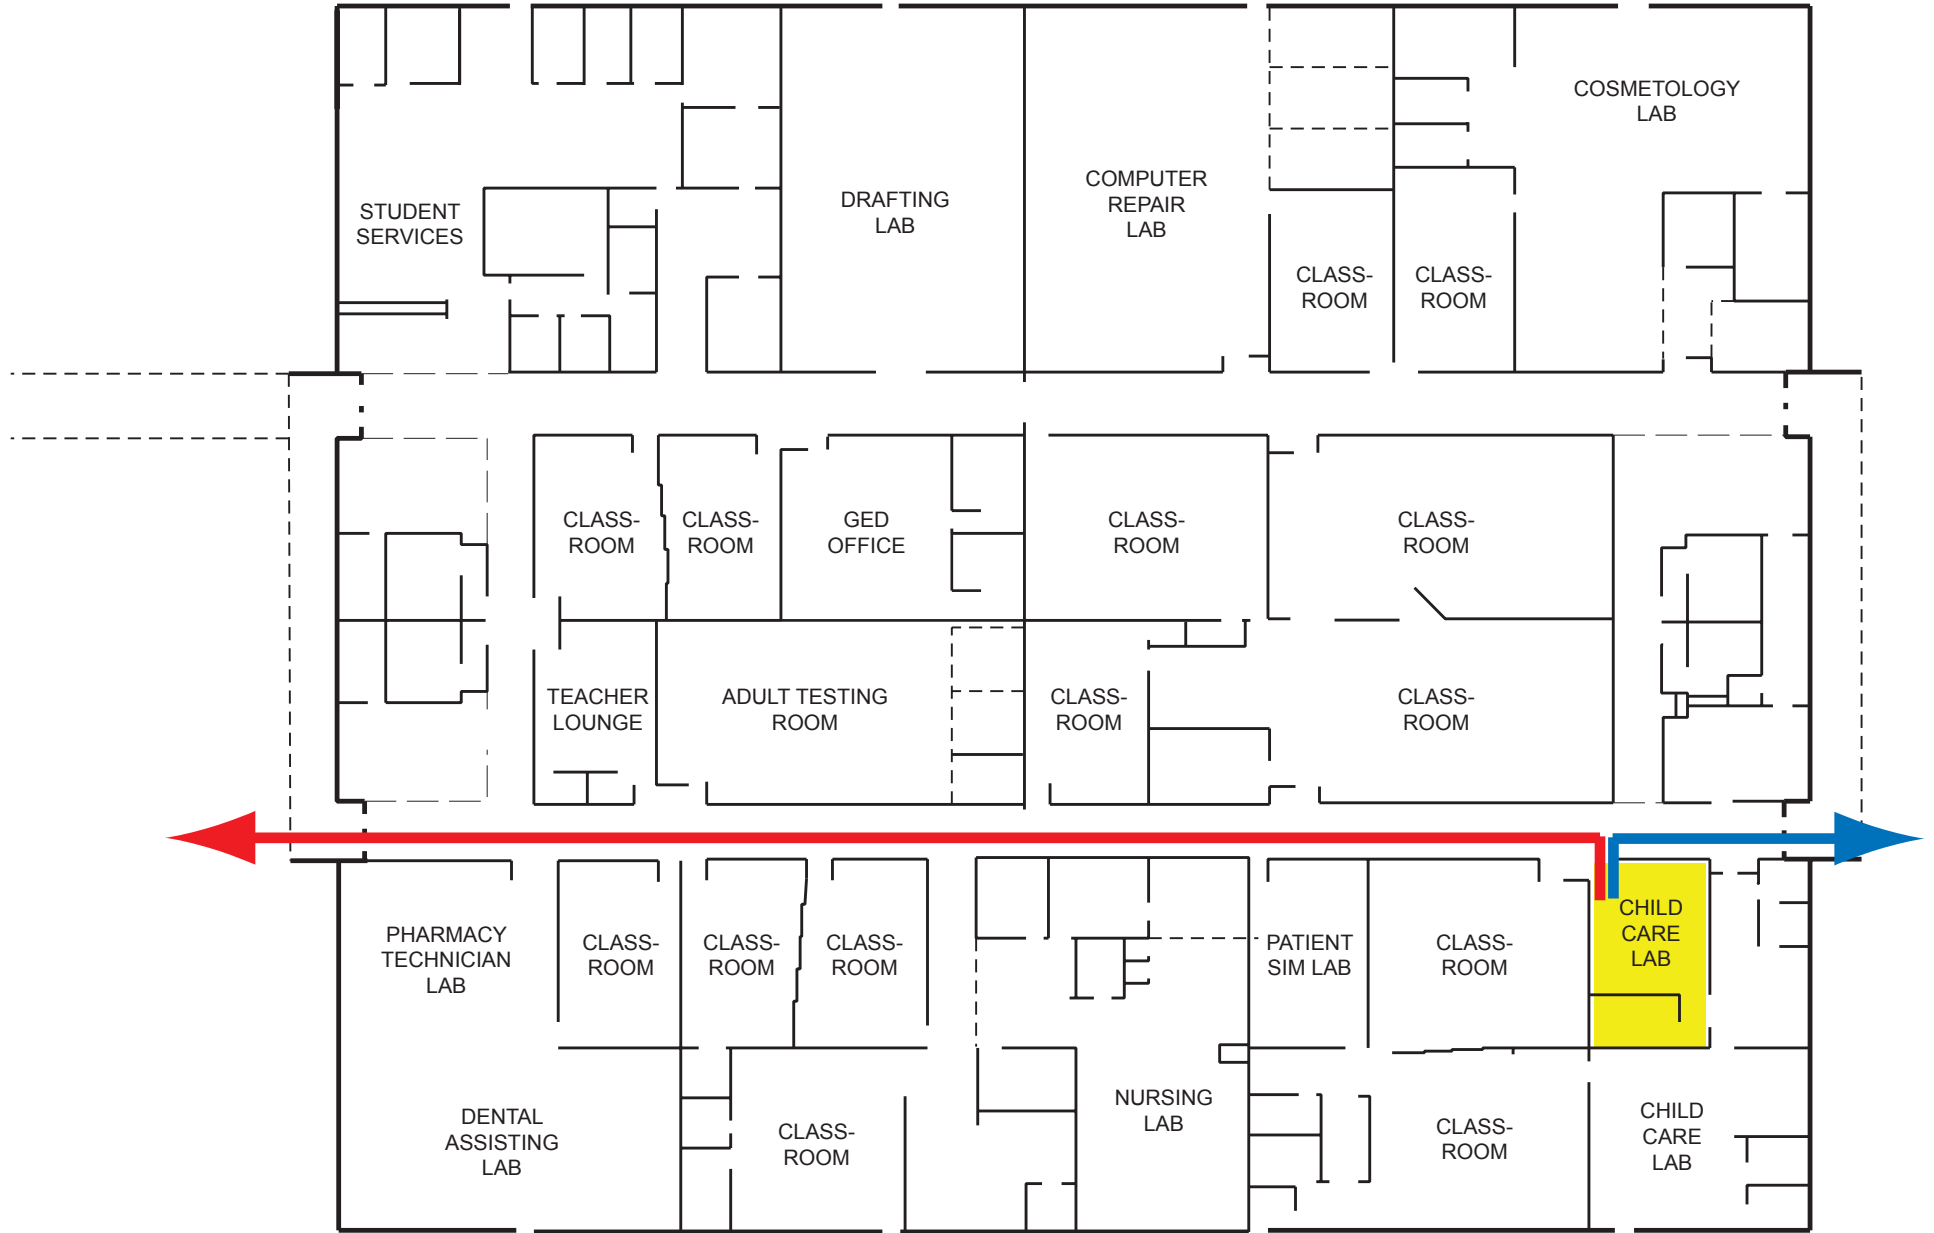 COSMETOLOGY
LAB
STUDENT
SERVICES
DRAFTING
LAB
COMPUTER
REPAIR
LAB
CLASS-
ROOM
CLASS-
ROOM
CLASS-
ROOM
CLASS-
ROOM
GED
OFFICE
CLASS-
ROOM
CLASS-
ROOM
TEACHER
LOUNGE
ADULT TESTING
ROOM
CLASS-
ROOM
CLASS-
ROOM
PHARMACY
TECHNICIAN
LAB
CLASS-
ROOM
CLASS-
ROOM
CLASS-
ROOM
PATIENT
SIM LAB
CLASS-
ROOM
CHILD
CARE
LAB
DENTAL
ASSISTING
LAB
CLASS-
ROOM
NURSING
LAB
CLASS-
ROOM
CHILD
CARE
LAB